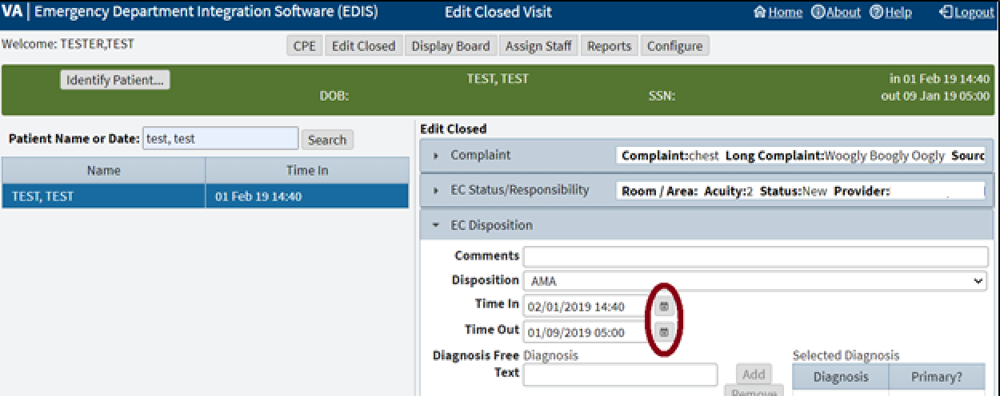 VA | Emergency Department Integration Software (EDIS) Edit Closed Visit Home About Help Logout
Welcome: TESTER,TEST CPE Edit Closed Display Board Assign Staff Reports Configure
Identify Patient... TEST, TEST in 01 Feb 19 14:40
DOB: SSN: out 09 Jan 19 05:00
Edit Closed
Patient Name or Date: test, test Search
Complaint Complaint:chest Long Complaint:Woogly Boogly Oogly Sourc
Name Time In
EC Status/Responsibility Room / Area: Acuity:2 Status:New Provider:
TEST, TEST 01 Feb 19 14:40
EC Disposition
Comments
Disposition AMA
Time In 02/01/2019 14:40
Time Out 01/09/2019 05:00
Diagnosis Free Diagnosis Selected Diagnosis
Text Add Diagnosis Primary?
Remove